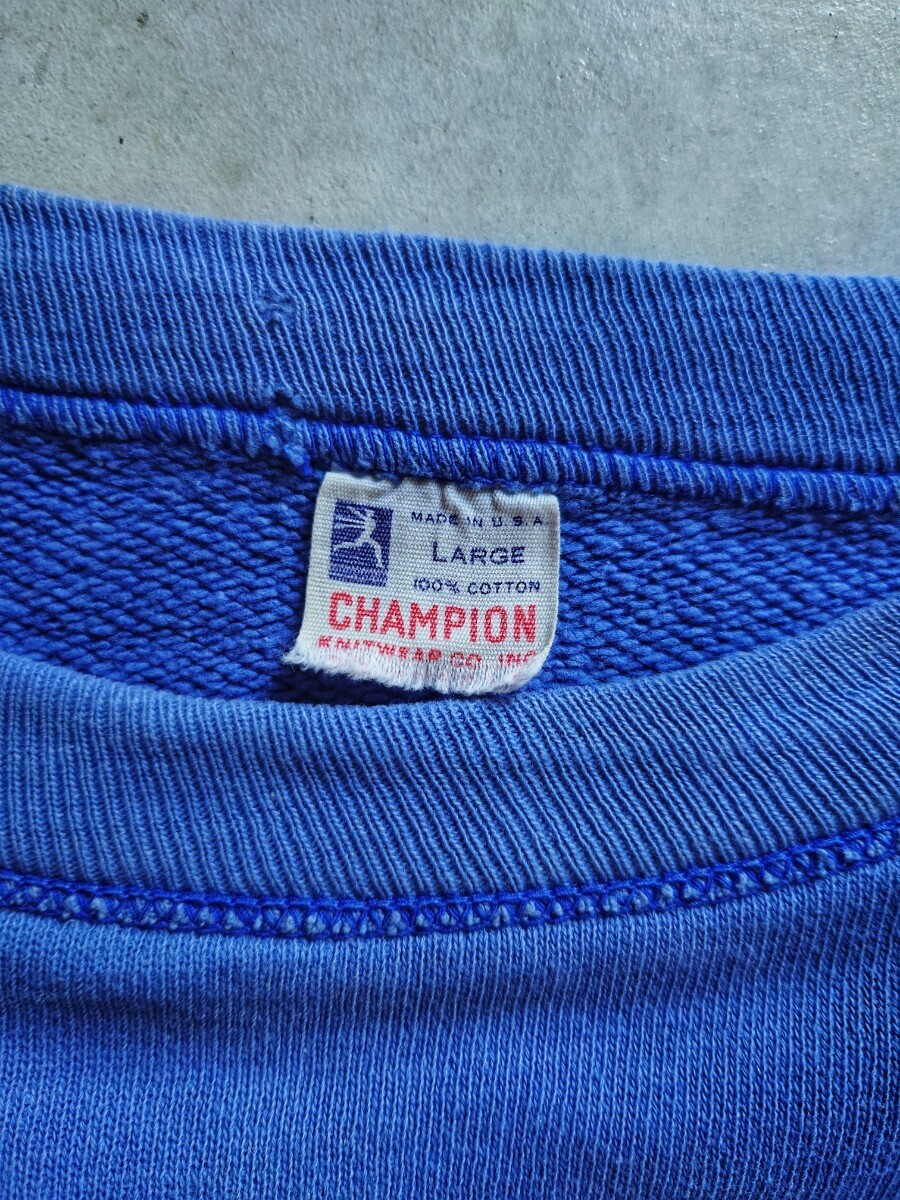 MADE IN U.S.A.
LARGE
100% COTTON
CHAMPION
KNITWEAR CO., INC.